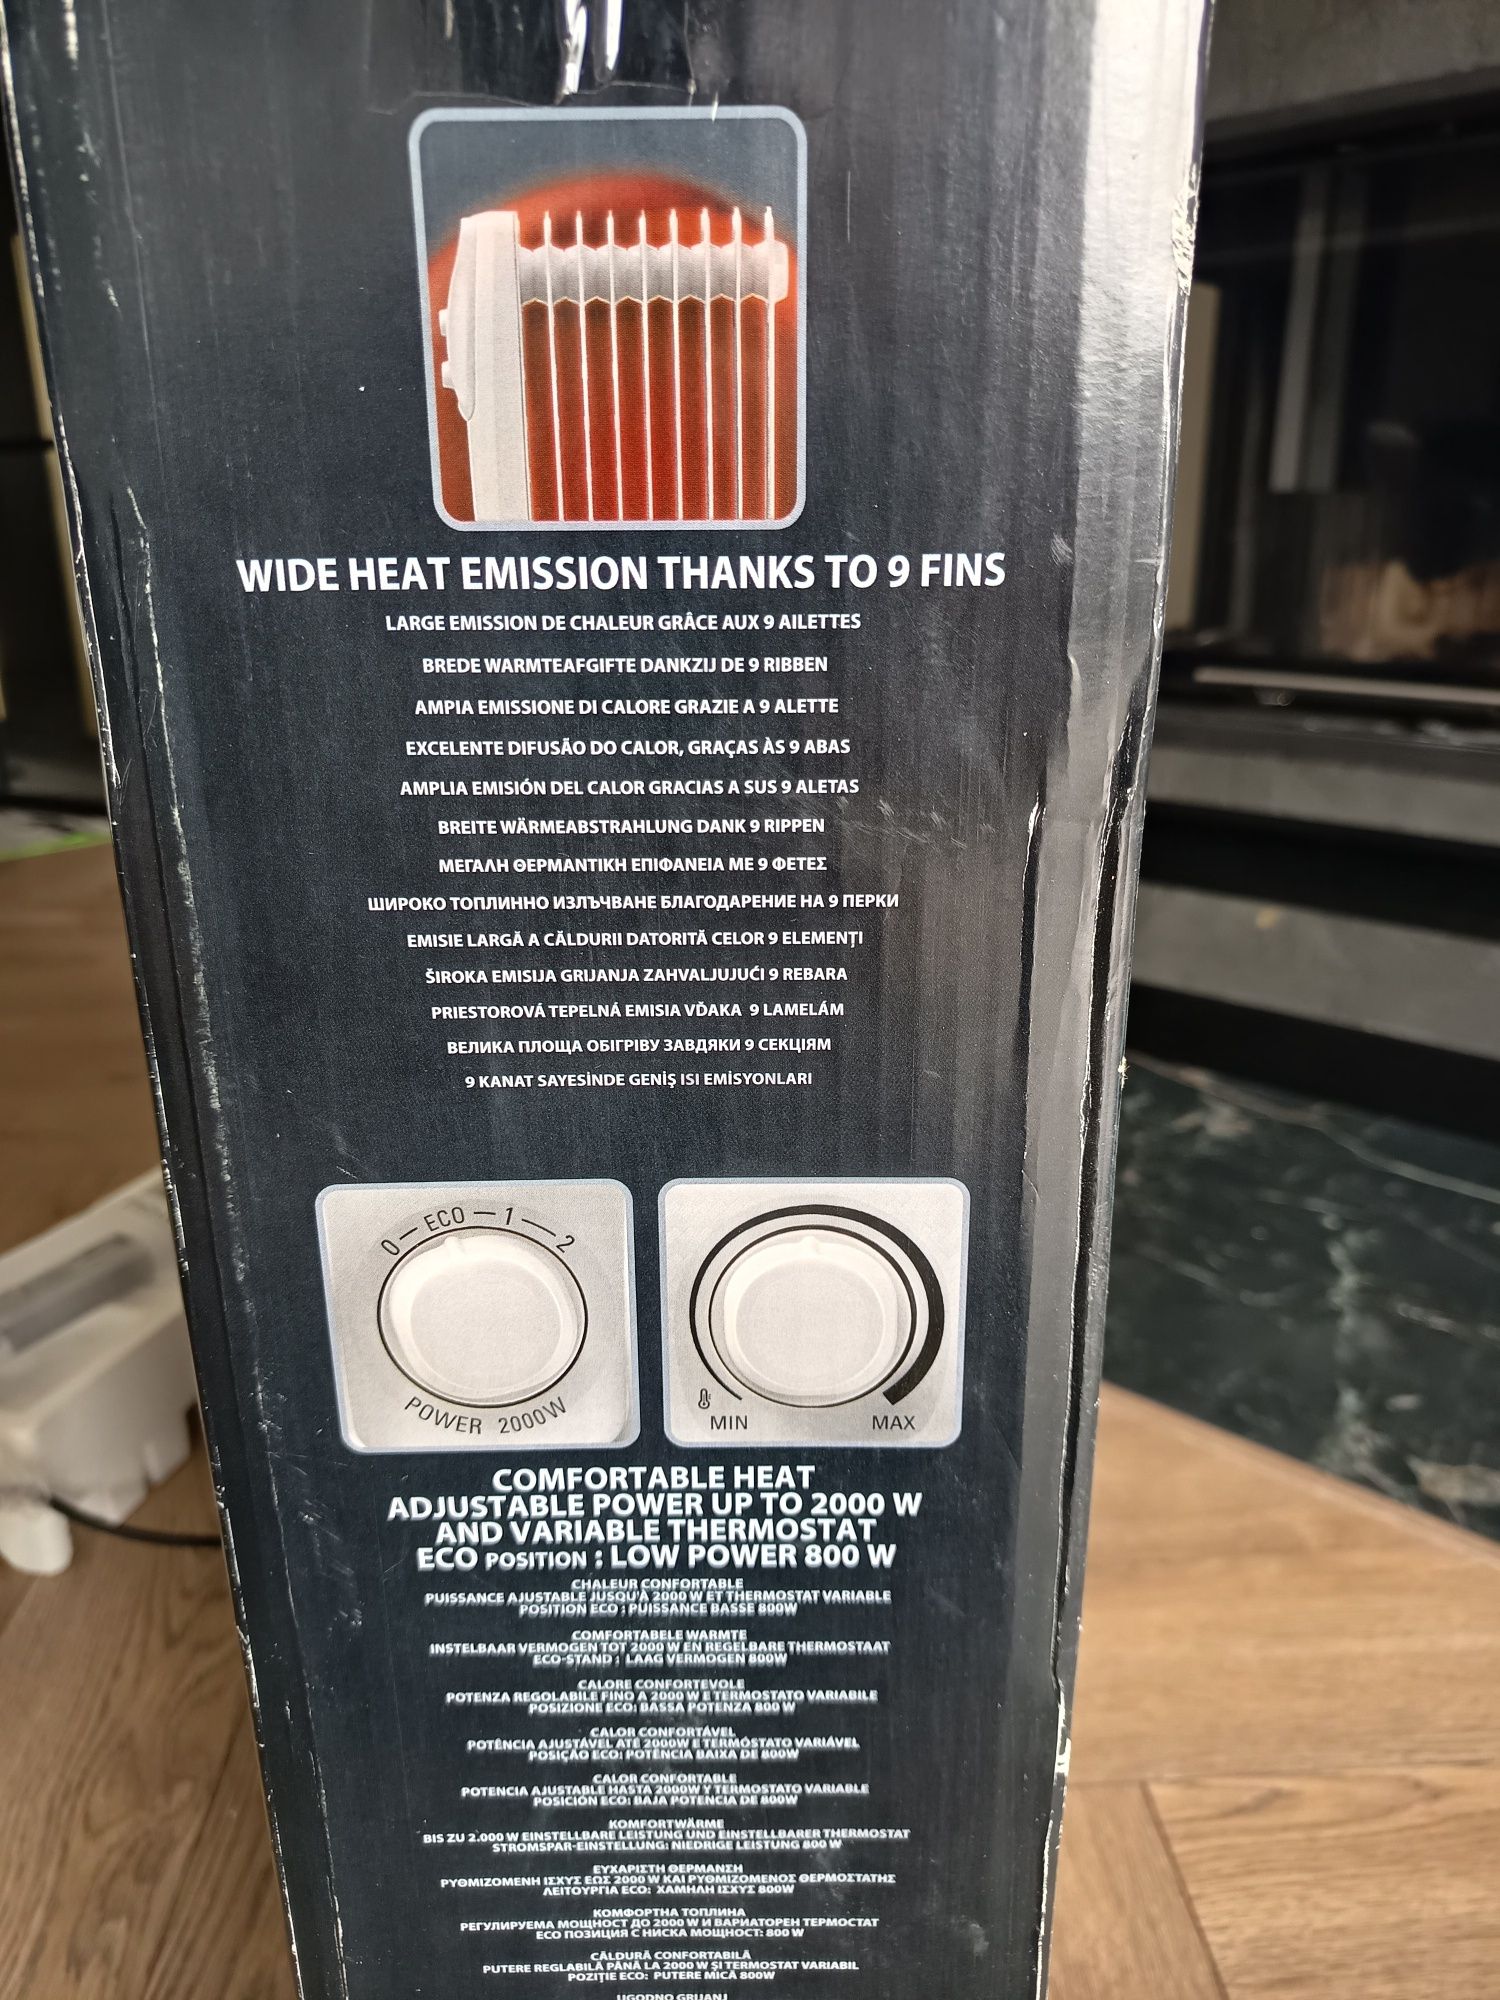 WIDE HEAT EMISSION THANKS TO 9 FINS
LARGE EMISSION DE CHALEUR GRÂCE AUX 9 AILETTES
BREDE WARMTEAFGIFTE DANKZIJ DE 9 RIBBEN
AMPIA EMISSIONE DI CALORE GRAZIE A 9 ALETTE
EXCELENTE DIFUSÃO DO CALOR, GRAÇAS ÀS 9 ABAS
AMPLIA EMISIÓN DEL CALOR GRACIAS A SUS 9 ALETAS
BREITE WÄRMEABSTRAHLUNG DANK 9 RIPPEN
ΜΕΓΑΛΗ ΘΕΡΜΑΝΤΙΚΗ ΕΠΙΦΑΝΕΙΑ ΜΕ 9 ΦΕΤΕΣ
ШИРОКО ТОПЛИННО ИЗЛЪЧВАНЕ БЛАГОДАРЕНИЕ НА 9 ПЕРКИ
EMISIE LARGĂ A CĂLDURII DATORITĂ CELOR 9 ELEMENȚI
ŠIROKA EMISIJA GRIJANJA ZAHVALJUJUĆI 9 REBARA
PRIESTOROVÁ TEPELNÁ EMISIA VĎAKA 9 LAMELÁM
ВЕЛИКА ПЛОЩА ОБІГРІВУ ЗАВДЯКИ 9 СЕКЦІЯМ
9 KANAT SAYESİNDE GENİŞ ISI EMİSYONLARI
0 — ECO — 1 — 2
POWER 2000W
MIN MAX
COMFORTABLE HEAT
ADJUSTABLE POWER UP TO 2000 W
AND VARIABLE THERMOSTAT
ECO POSITION : LOW POWER 800 W
CHALEUR CONFORTABLE
PUISSANCE AJUSTABLE JUSQU'À 2000 W ET THERMOSTAT VARIABLE
POSITION ECO : PUISSANCE BASSE 800W
COMFORTABELE WARMTE
INSTELBAAR VERMOGEN TOT 2000 W EN REGELBARE THERMOSTAAT
ECO-STAND : LAAG VERMOGEN 800W
CALORE CONFORTEVOLE
POTENZA REGOLABILE FINO A 2000 W E TERMOSTATO VARIABILE
POSIZIONE ECO: BASSA POTENZA 800 W
CALOR CONFORTÁVEL
POTÊNCIA AJUSTÁVEL ATÉ 2000W E TERMÓSTATO VARIÁVEL
POSIÇÃO ECO: POTÊNCIA BAIXA DE 800W
CALOR CONFORTABLE
POTENCIA AJUSTABLE HASTA 2000W Y TERMOSTATO VARIABLE
POSICIÓN ECO: BAJA POTENCIA DE 800W
KOMFORTWÄRME
BIS ZU 2.000 W EINSTELLBARE LEISTUNG UND EINSTELLBARER THERMOSTAT
STROMSPAR-EINSTELLUNG: NIEDRIGE LEISTUNG 800 W
ΕΥΧΑΡΙΣΤΗ ΘΕΡΜΑΝΣΗ
ΡΥΘΜΙΖΟΜΕΝΗ ΙΣΧΥΣ ΕΩΣ 2000 W ΚΑΙ ΡΥΘΜΙΖΟΜΕΝΟΣ ΘΕΡΜΟΣΤΑΤΗΣ
ΛΕΙΤΟΥΡΓΙΑ ECO: ΧΑΜΗΛΗ ΙΣΧΥΣ 800W
КОМФОРТНА ТОПЛИНА
РЕГУЛИРУЕМА МОЩНОСТ ДО 2000 W И ВАРИАТОРЕН ТЕРМОСТАТ
ECO ПОЗИЦИЯ С НИСКА МОЩНОСТ: 800 W
CĂLDURĂ CONFORTABILĂ
PUTERE REGLABILĂ PÂNĂ LA 2000 W ȘI TERMOSTAT VARIABIL
POZIȚIE ECO: PUTERE MICĂ 800W
UGODNO GRIJANJ